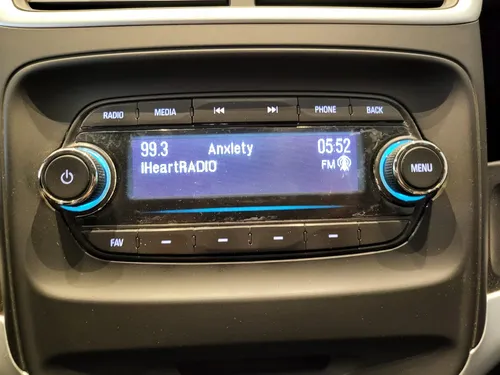 RADIO MEDIA PHONE BACK
99.3 Anxiety 05:52
IHeartRADIO FM
MENU
FAV